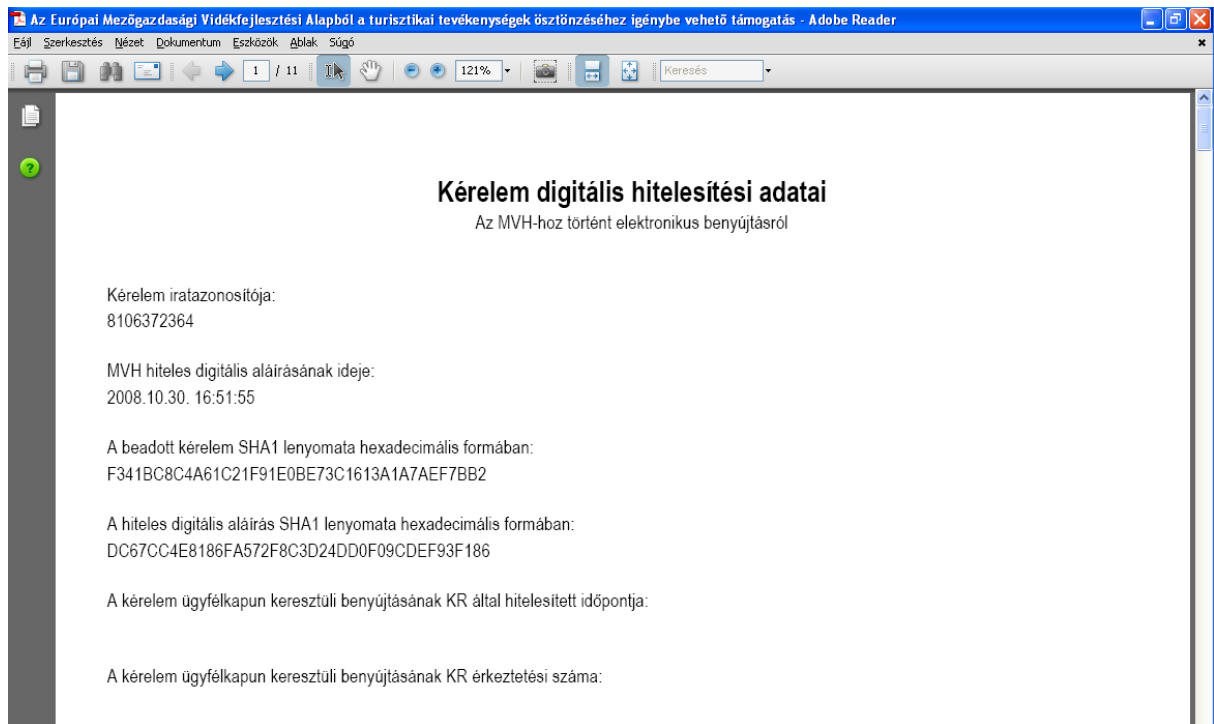 Az Európai Mezőgazdasági Vidékfejlesztési Alapból a turisztikai tevékenységek ösztönzéséhez igénybe vehető támogatás - Adobe Reader
Fájl Szerkesztés Nézet Dokumentum Eszközök Ablak Súgó
1 / 11 121% Keresés
Kérelem digitális hitelesítési adatai
Az MVH-hoz történt elektronikus benyújtásról
Kérelem iratazonosítója:
8106372364
MVH hiteles digitális aláírásának ideje:
2008.10.30. 16:51:55
A beadott kérelem SHA1 lenyomata hexadecimális formában:
F341BC8C4A61C21F91E0BE73C1613A1A7AEF7BB2
A hiteles digitális aláírás SHA1 lenyomata hexadecimális formában:
DC67CC4E8186FA572F8C3D24DD0F09CDEF93F186
A kérelem ügyfélkapun keresztüli benyújtásának KR által hitelesített időpontja:
A kérelem ügyfélkapun keresztüli benyújtásának KR érkeztetési száma: